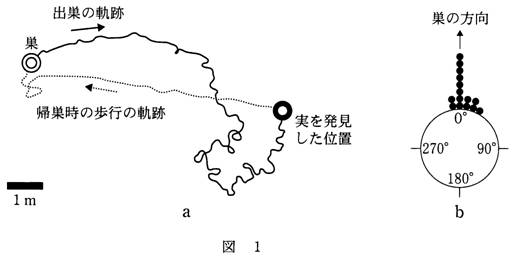 出巣の軌跡
巣
帰巣時の歩行の軌跡
実を発見
した位置
1 m
a
巣の方向
0°
270°
90°
180°
b
図 1